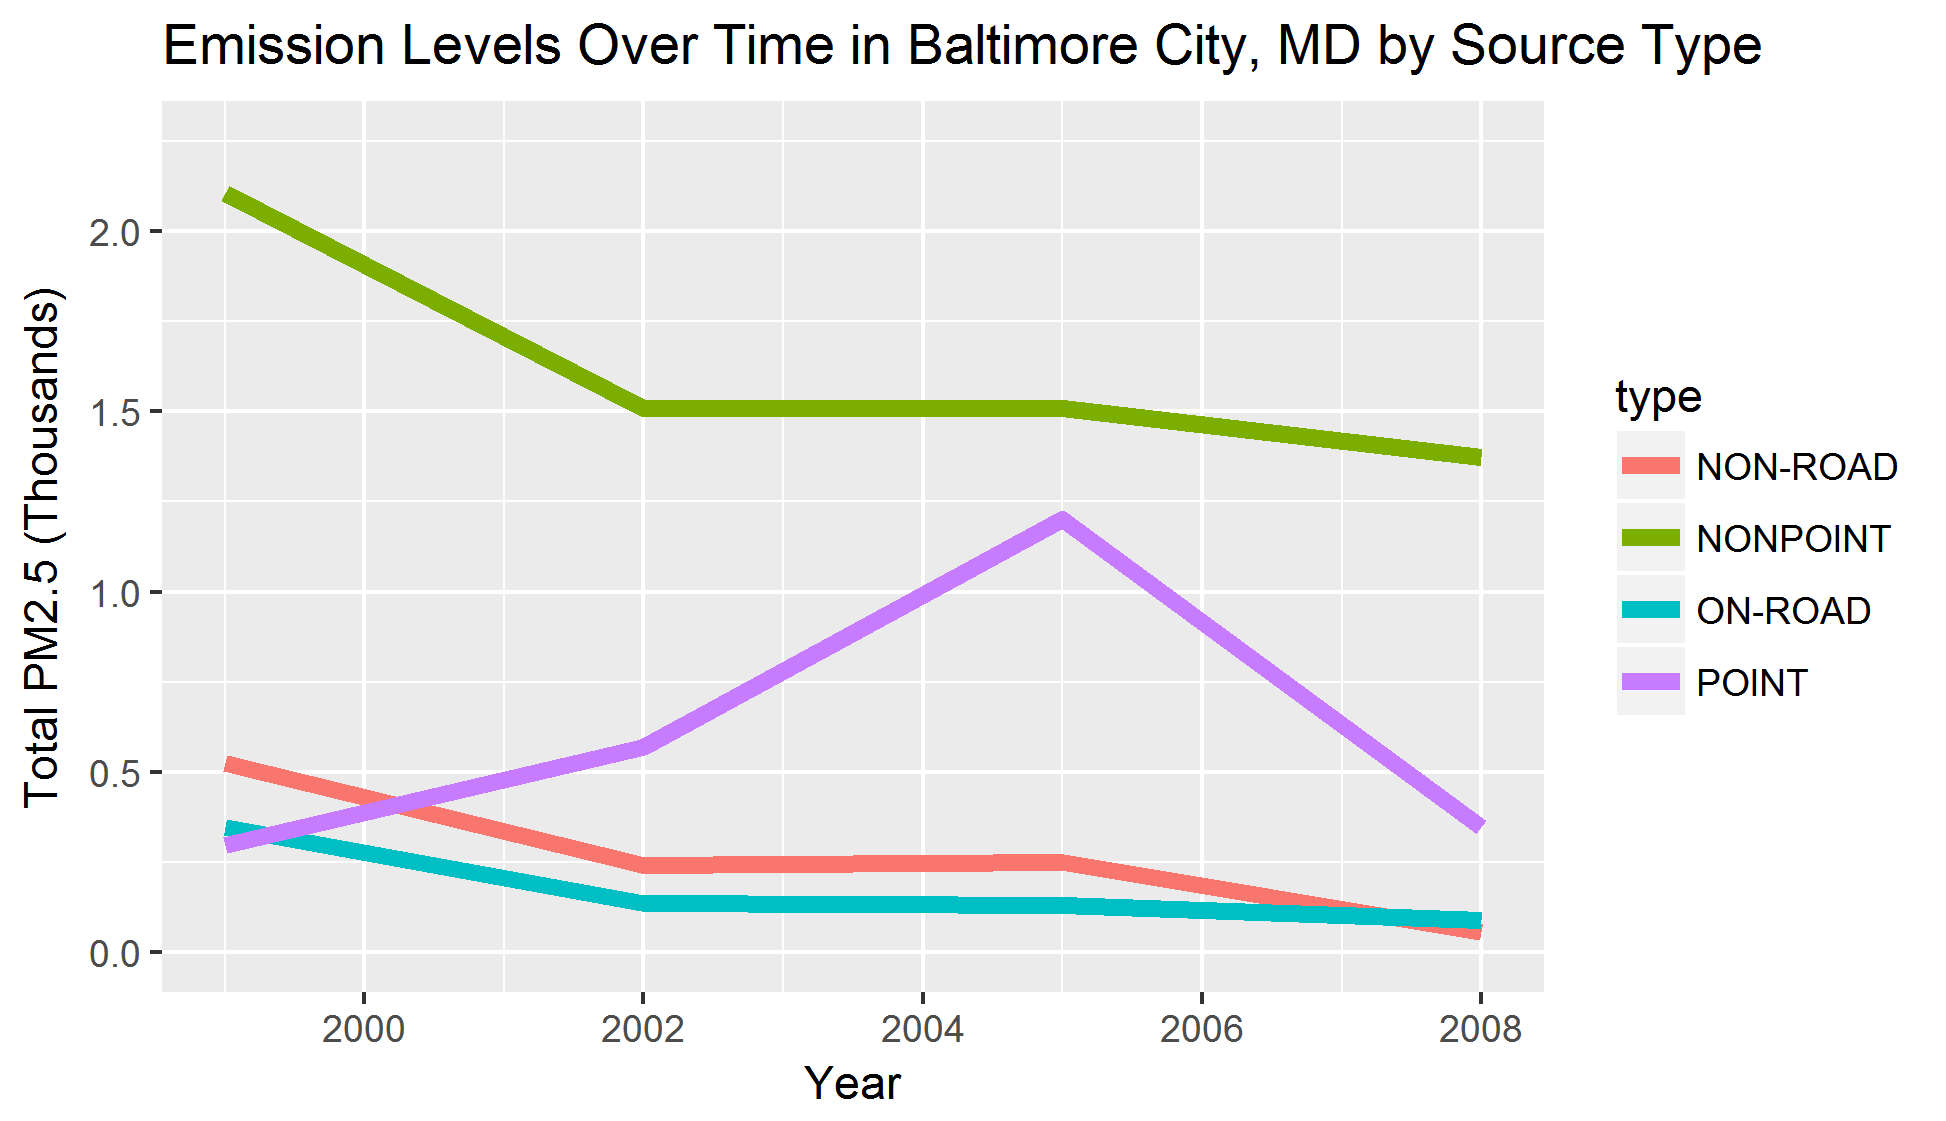 Emission Levels Over Time in Baltimore City, MD by Source Type
Total PM2.5 (Thousands)
2.0
1.5
1.0
0.5
0.0
2000
2002
2004
2006
2008
Year
type
NON-ROAD
NONPOINT
ON-ROAD
POINT